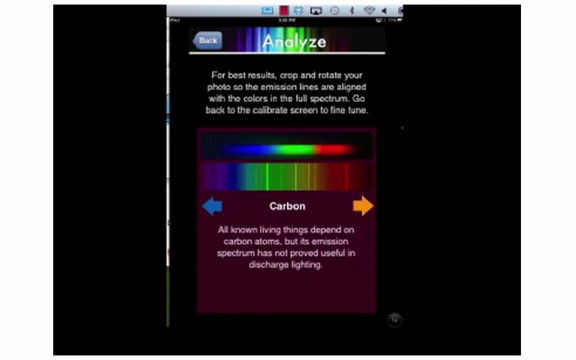 Back
Analyze
For best results, crop and rotate your
photo so the emission lines are aligned
with the colors in the full spectrum. Go
back to the calibrate screen to fine tune.
Carbon
All known living things depend on
carbon atoms, but its emission
spectrum has not proved useful in
discharge lighting.